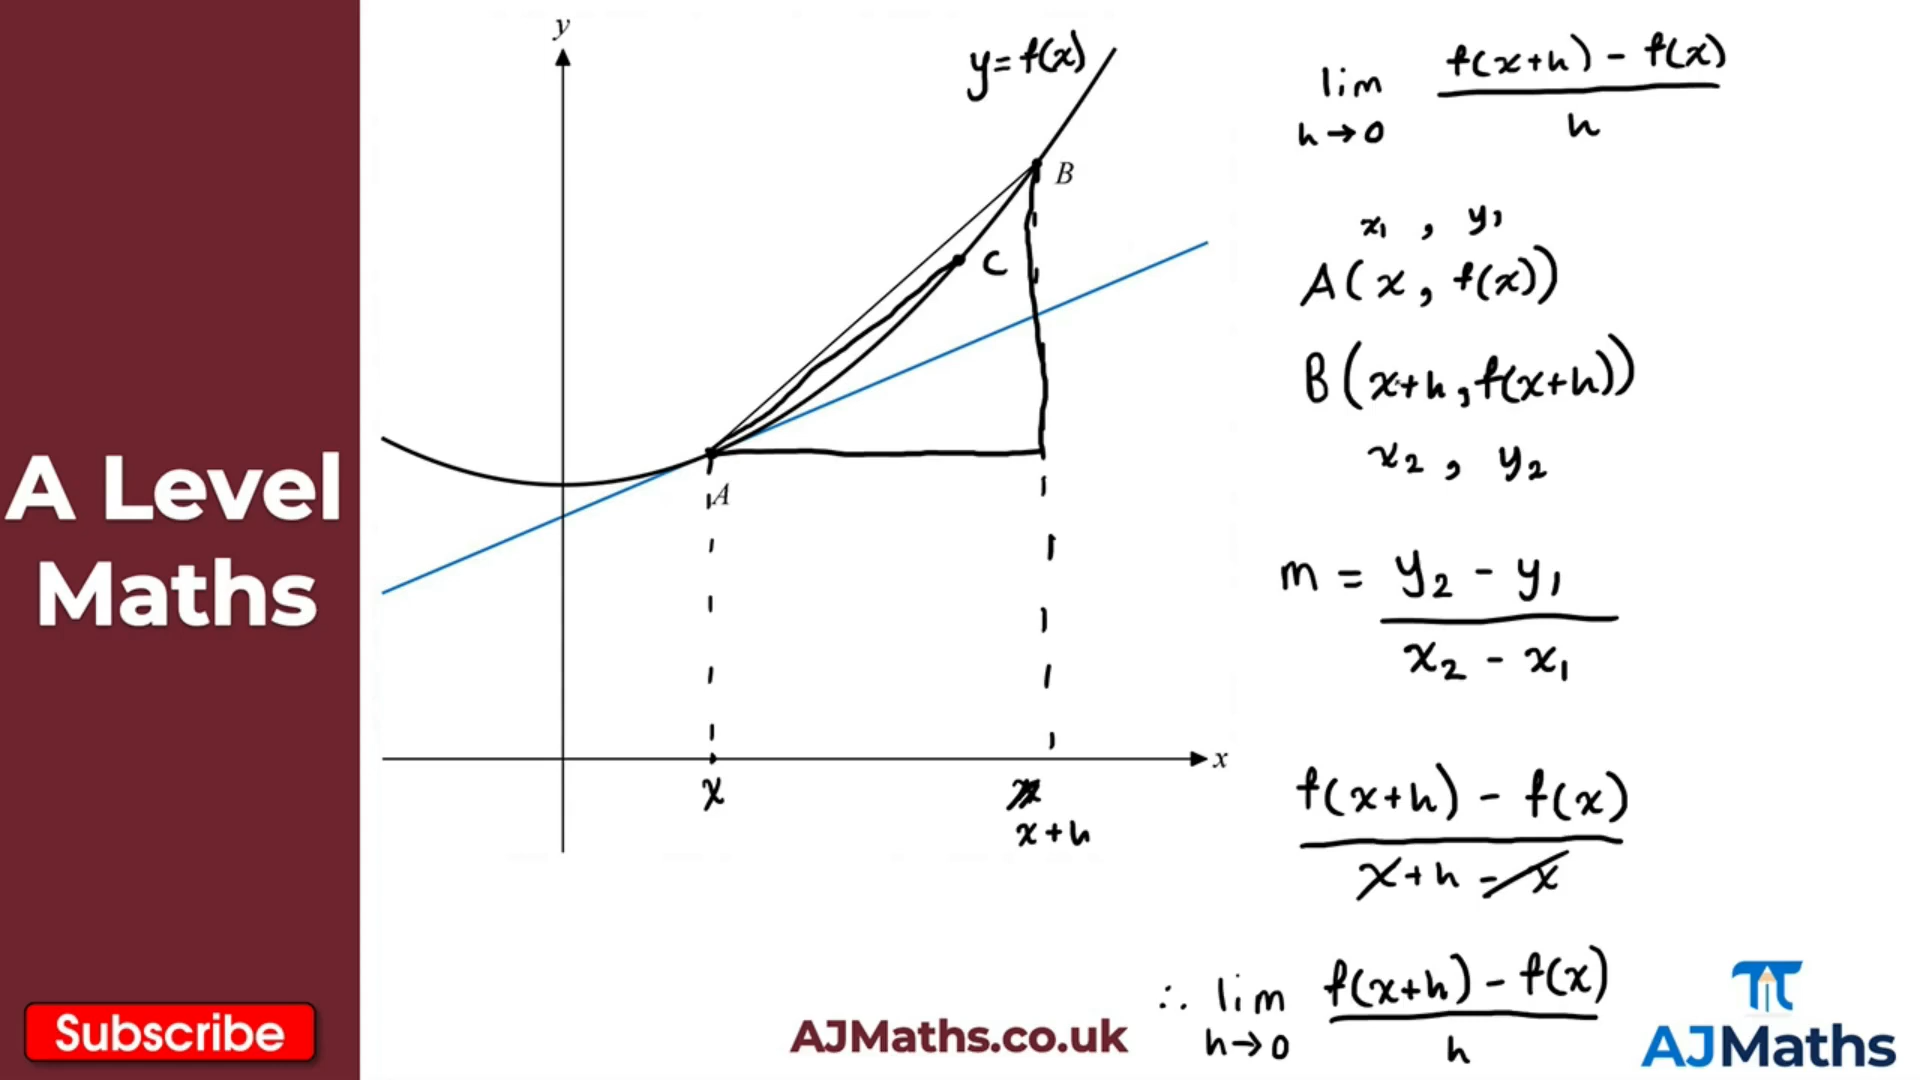 A Level
Maths
Subscribe
y
y = f(x)
B
C
A
x
x
x
x+h
lim h→0 f(x+h) - f(x) / h
x₁ , y₁
A(x, f(x))
B(x+h, f(x+h))
x₂ , y₂
m = y₂ - y₁ / x₂ - x₁
f(x+h) - f(x) / x+h - x
∴ lim h→0 f(x+h) - f(x) / h
AJMaths.co.uk
AJMaths